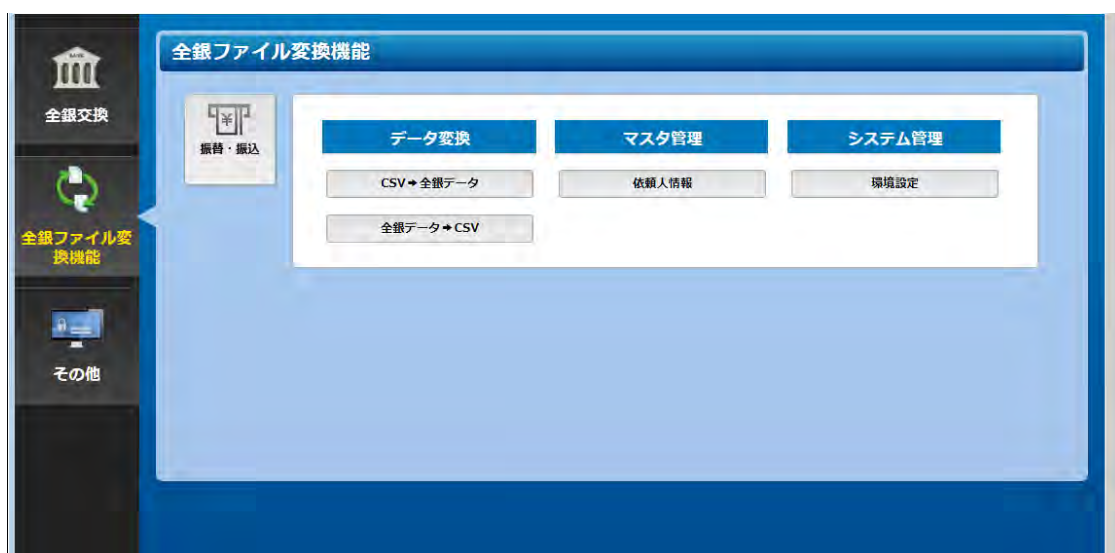 全銀ファイル変換機能
BANK
全銀交換
全銀ファイル変
換機能
その他
¥
振替・振込
データ変換
マスタ管理
システム管理
CSV➜全銀データ
依頼人情報
環境設定
全銀データ➜CSV